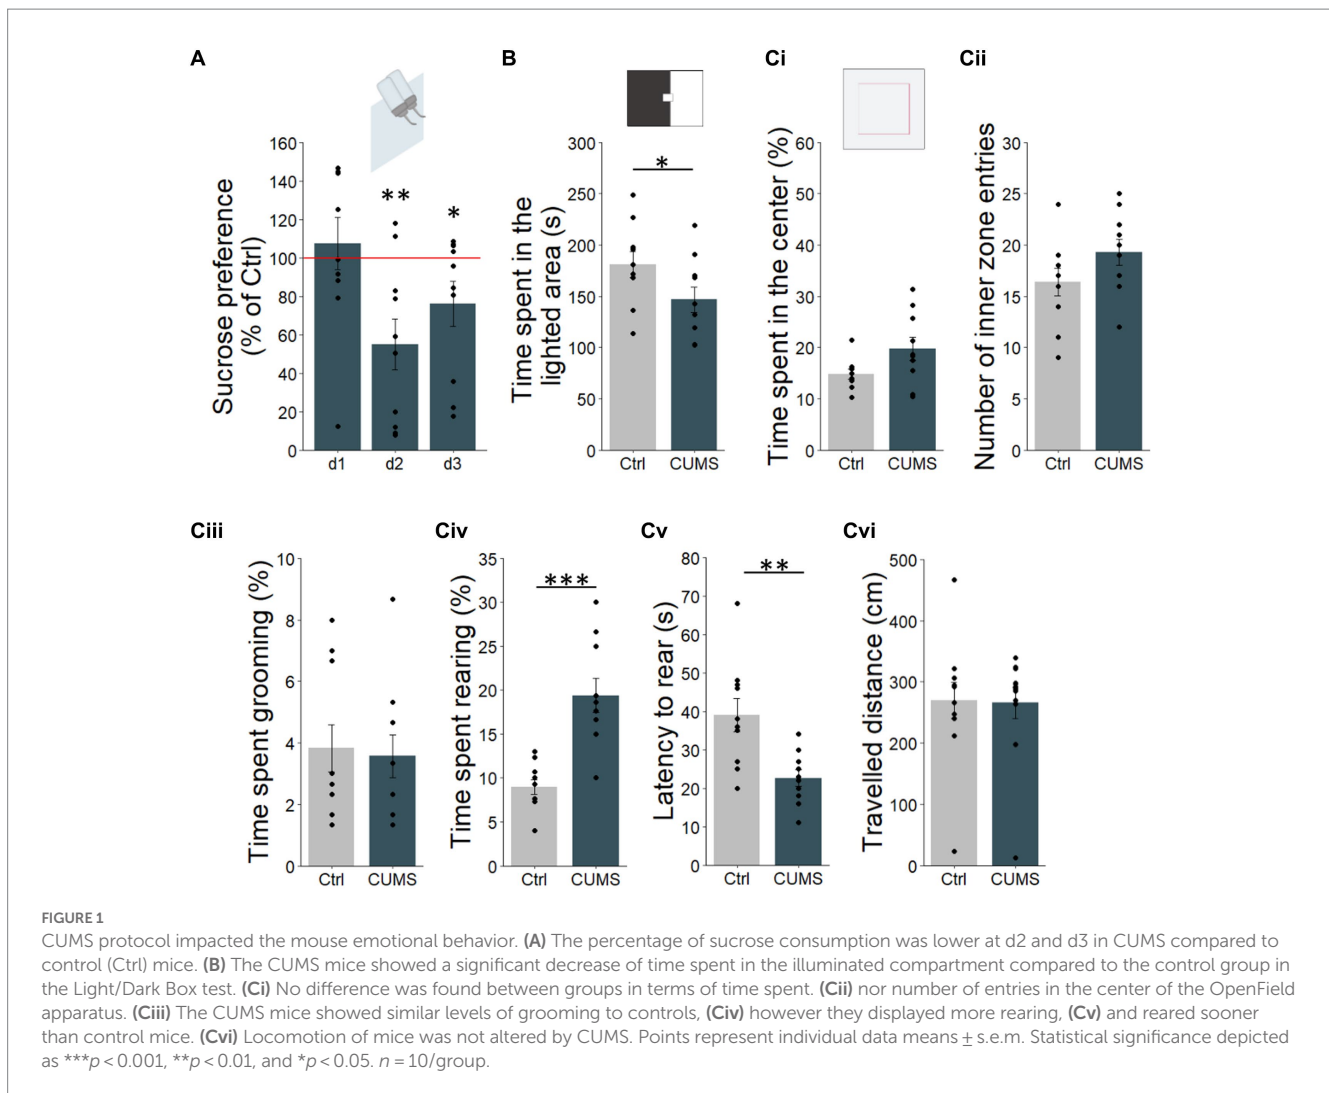 A
B
Ci
Cii
Sucrose preference
(% of Ctrl)
160
140
120
100
80
60
40
20
0
**
*
d1 d2 d3
Time spent in the
lighted area (s)
300
250
200
150
100
50
0
*
Ctrl CUMS
Time spent in the center (%)
60
50
40
30
20
10
0
Ctrl CUMS
Number of inner zone entries
30
25
20
15
10
5
0
Ctrl CUMS
Ciii
Civ
Cv
Cvi
Time spent grooming (%)
10
8
6
4
2
0
Ctrl CUMS
Time spent rearing (%)
35
30
25
20
15
10
5
0
***
Ctrl CUMS
Latency to rear (s)
80
70
60
50
40
30
20
10
0
**
Ctrl CUMS
Travelled distance (cm)
500
400
300
200
100
0
Ctrl CUMS
FIGURE 1
CUMS protocol impacted the mouse emotional behavior. (A) The percentage of sucrose consumption was lower at d2 and d3 in CUMS compared to
control (Ctrl) mice. (B) The CUMS mice showed a significant decrease of time spent in the illuminated compartment compared to the control group in
the Light/Dark Box test. (Ci) No difference was found between groups in terms of time spent. (Cii) nor number of entries in the center of the OpenField
apparatus. (Ciii) The CUMS mice showed similar levels of grooming to controls, (Civ) however they displayed more rearing, (Cv) and reared sooner
than control mice. (Cvi) Locomotion of mice was not altered by CUMS. Points represent individual data means ± s.e.m. Statistical significance depicted
as ***p < 0.001, **p < 0.01, and *p < 0.05. n = 10/group.